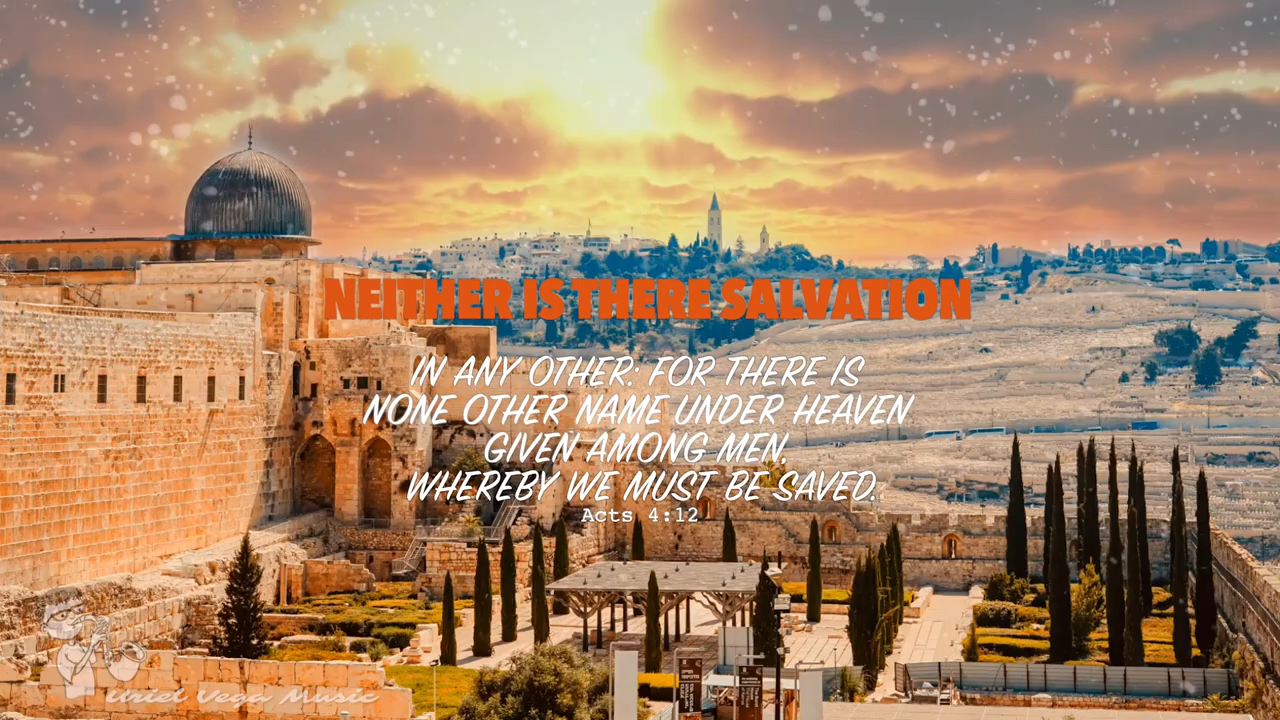 NEITHER IS THERE SALVATION
IN ANY OTHER: FOR THERE IS
NONE OTHER NAME UNDER HEAVEN
GIVEN AMONG MEN,
WHEREBY WE MUST BE SAVED.
Acts 4:12
Uriel Vega Music